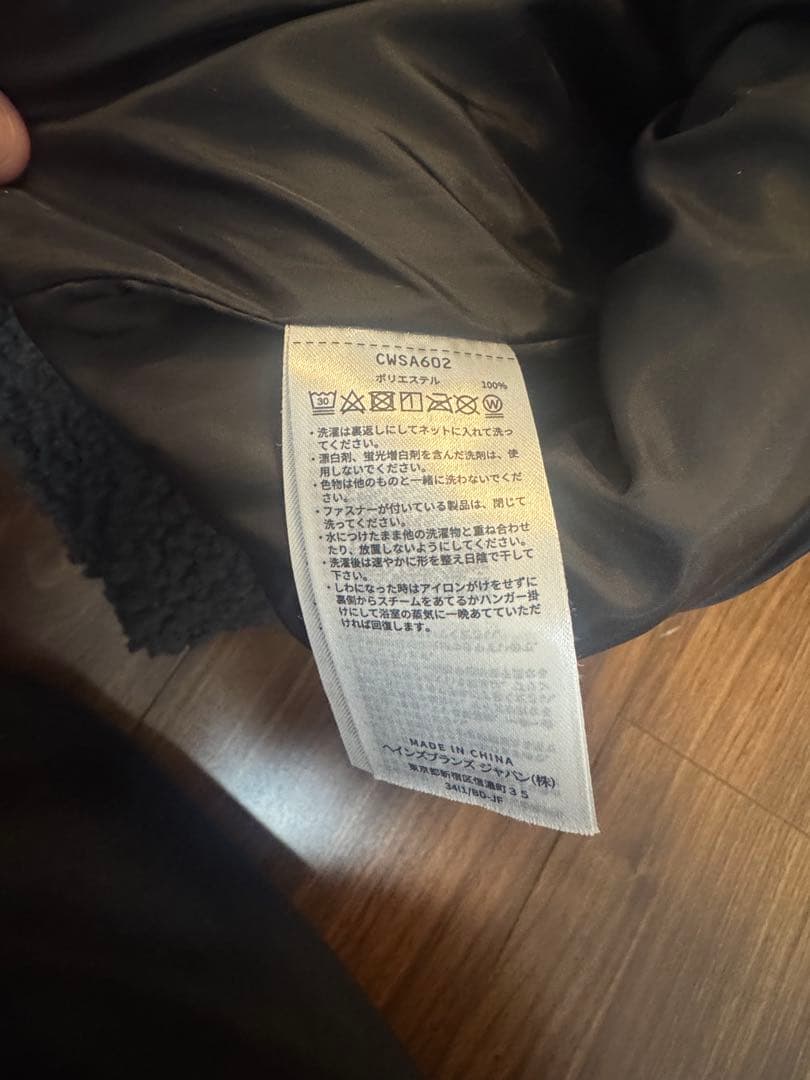 CWSA602
ポリエステル 100%
30 W
・洗濯は裏返しにしてネットに入れて洗っ
てください。
・漂白剤、蛍光増白剤を含んだ洗剤は、使
用しないでください。
・色物は他のものと一緒に洗わないでくだ
さい。
・ファスナーが付いている製品は、閉じて
洗ってください。
・水につけたまま他の洗濯物と重ね合わせ
たり、放置しないようにしてください。
・洗濯後は速やかに形を整え日陰で干して
下さい。
・しわになった時はアイロンがけをせずに
裏側からスチームをあてるかハンガー掛
けにして浴室の蒸気に一晩あてていただ
ければ回復します。
MADE IN CHINA
ヘインズブランズ ジャパン(株)
東京都新宿区信濃町35
34I1/BD-JF